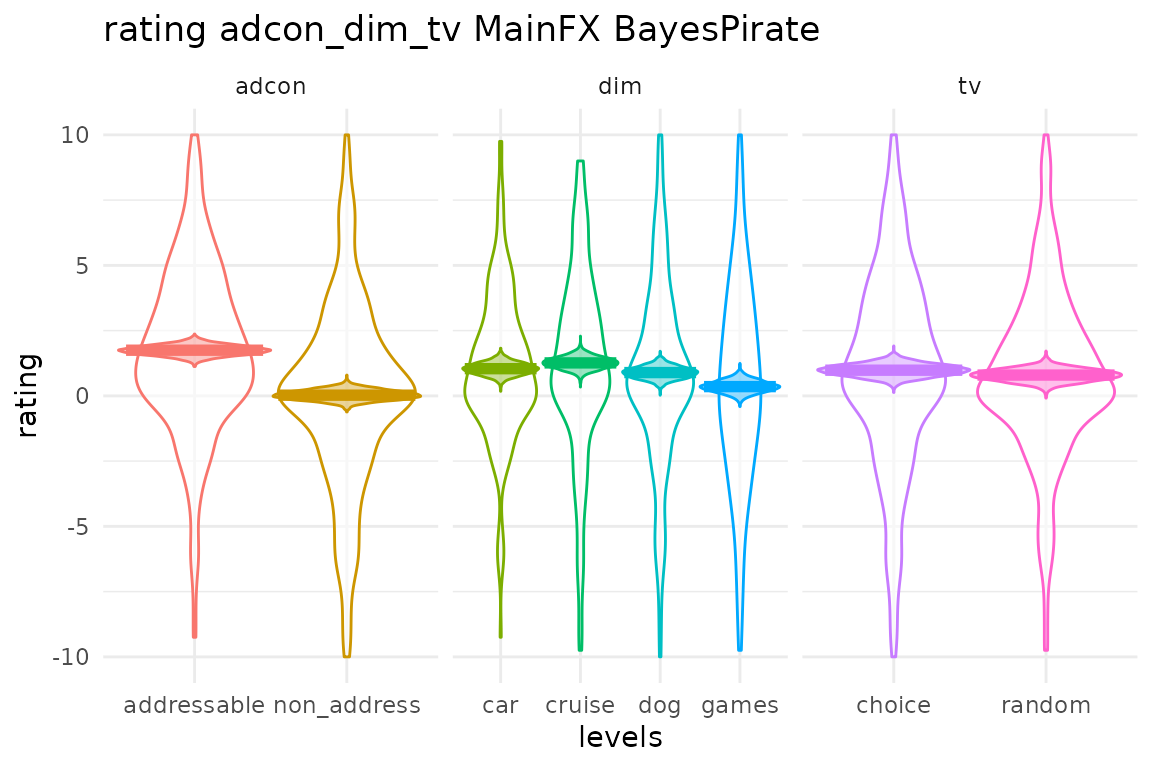 rating adcon_dim_tv MainFX BayesPirate
adcon dim tv
rating
10
5
0
-5
-10
addressable non_address car cruise dog games choice random
levels